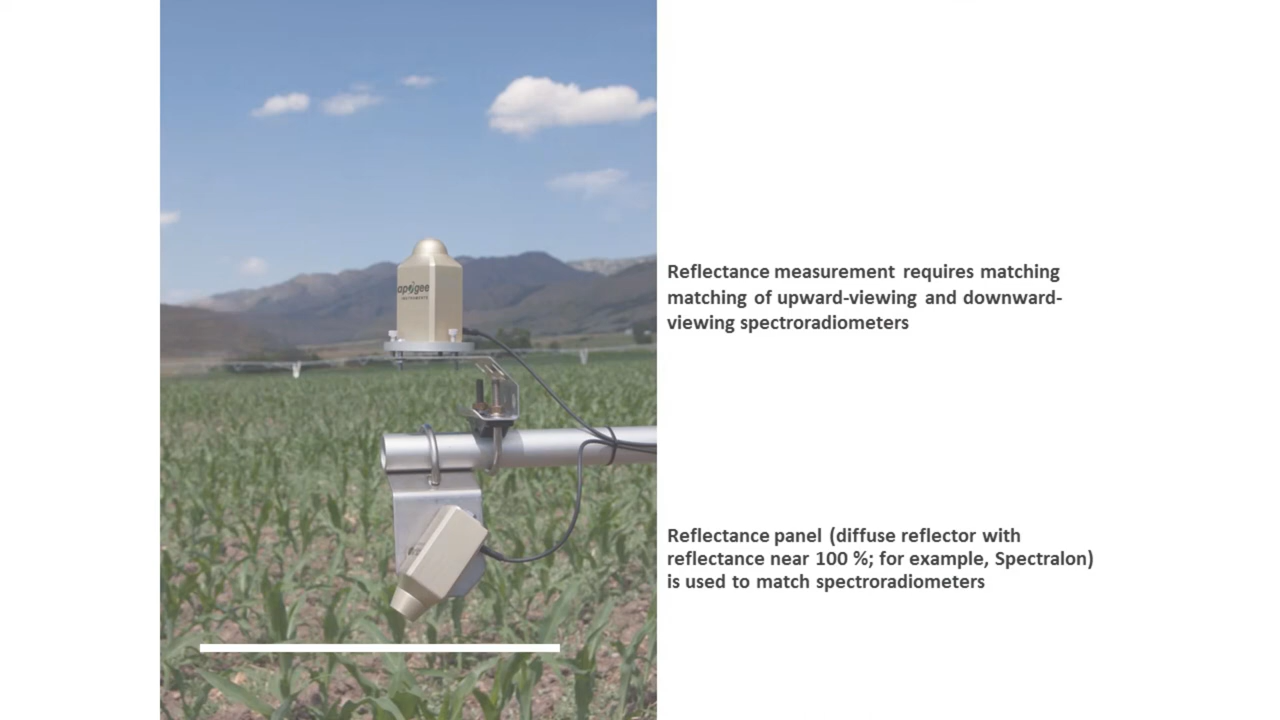 apogee
INSTRUMENTS
Reflectance measurement requires matching
matching of upward-viewing and downward-
viewing spectroradiometers
Reflectance panel (diffuse reflector with
reflectance near 100 %; for example, Spectralon)
is used to match spectroradiometers